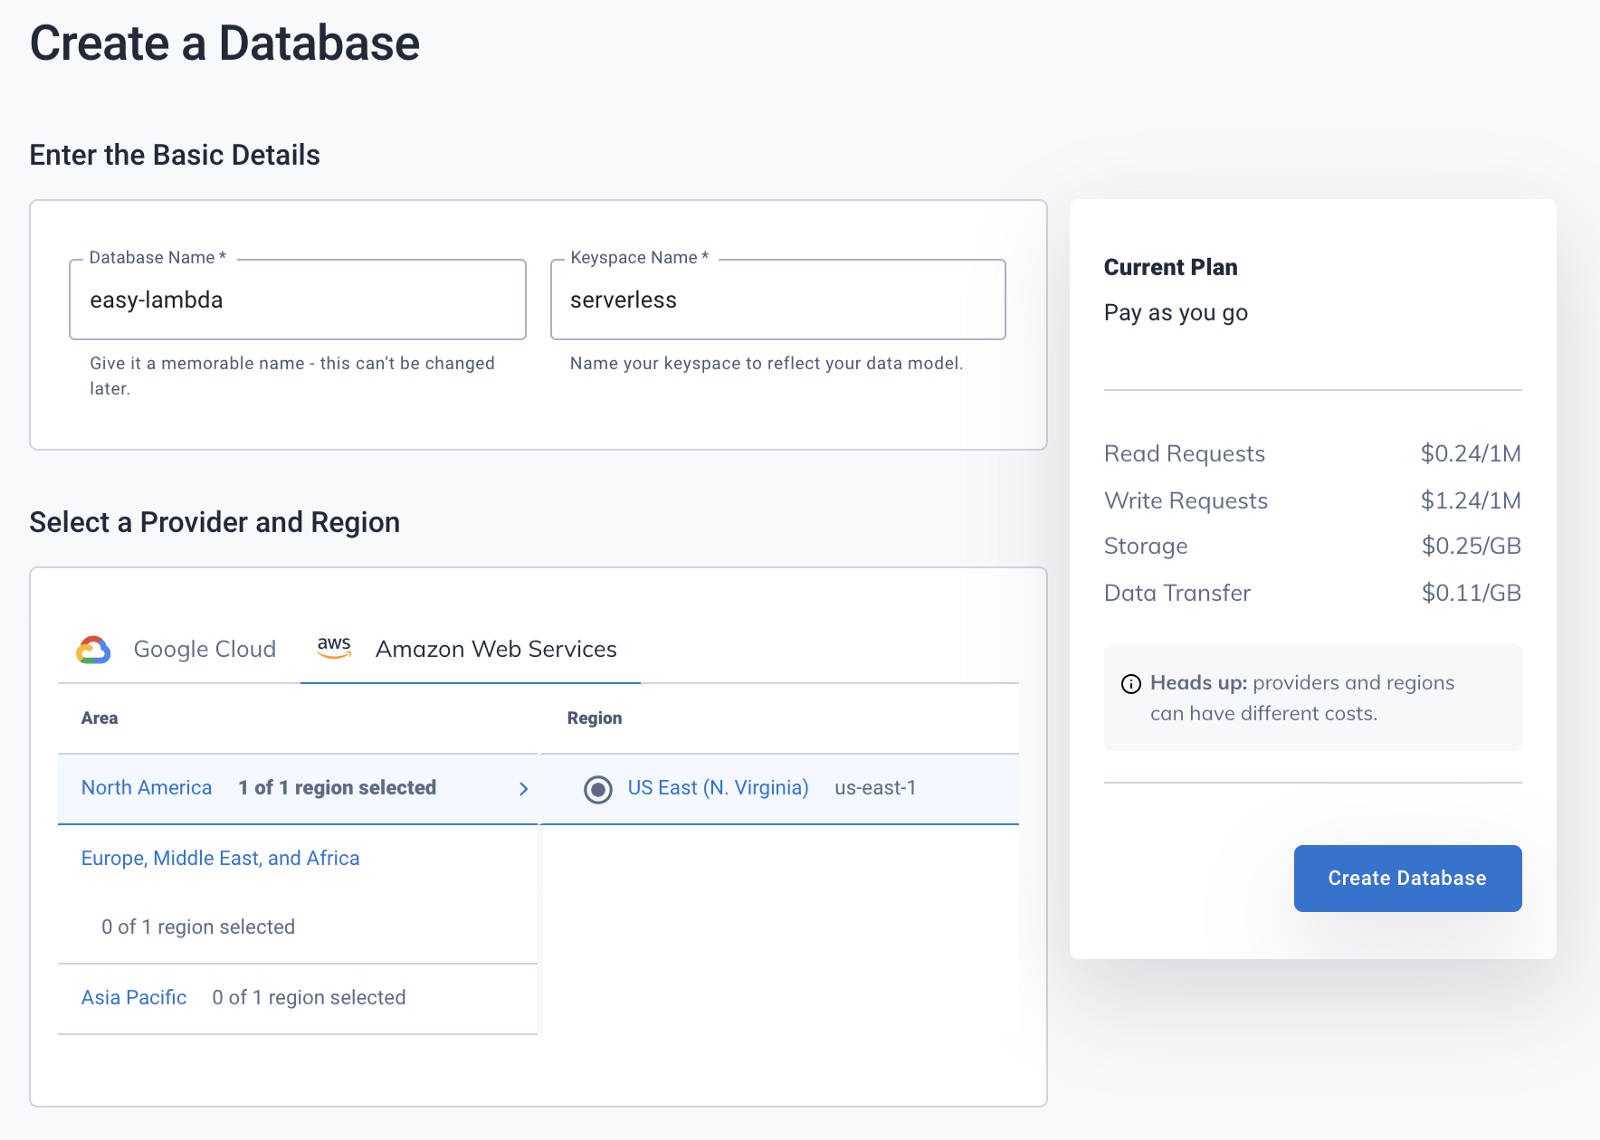 Create a Database
Enter the Basic Details
Database Name *
easy-lambda
Give it a memorable name - this can’t be changed
later.
Keyspace Name *
serverless
Name your keyspace to reflect your data model.
Select a Provider and Region
Google Cloud
aws
Amazon Web Services
Area
Region
North America 1 of 1 region selected
US East (N. Virginia) us-east-1
Europe, Middle East, and Africa
0 of 1 region selected
Asia Pacific 0 of 1 region selected
Current Plan
Pay as you go
Read Requests $0.24/1M
Write Requests $1.24/1M
Storage $0.25/GB
Data Transfer $0.11/GB
Heads up: providers and regions
can have different costs.
Create Database